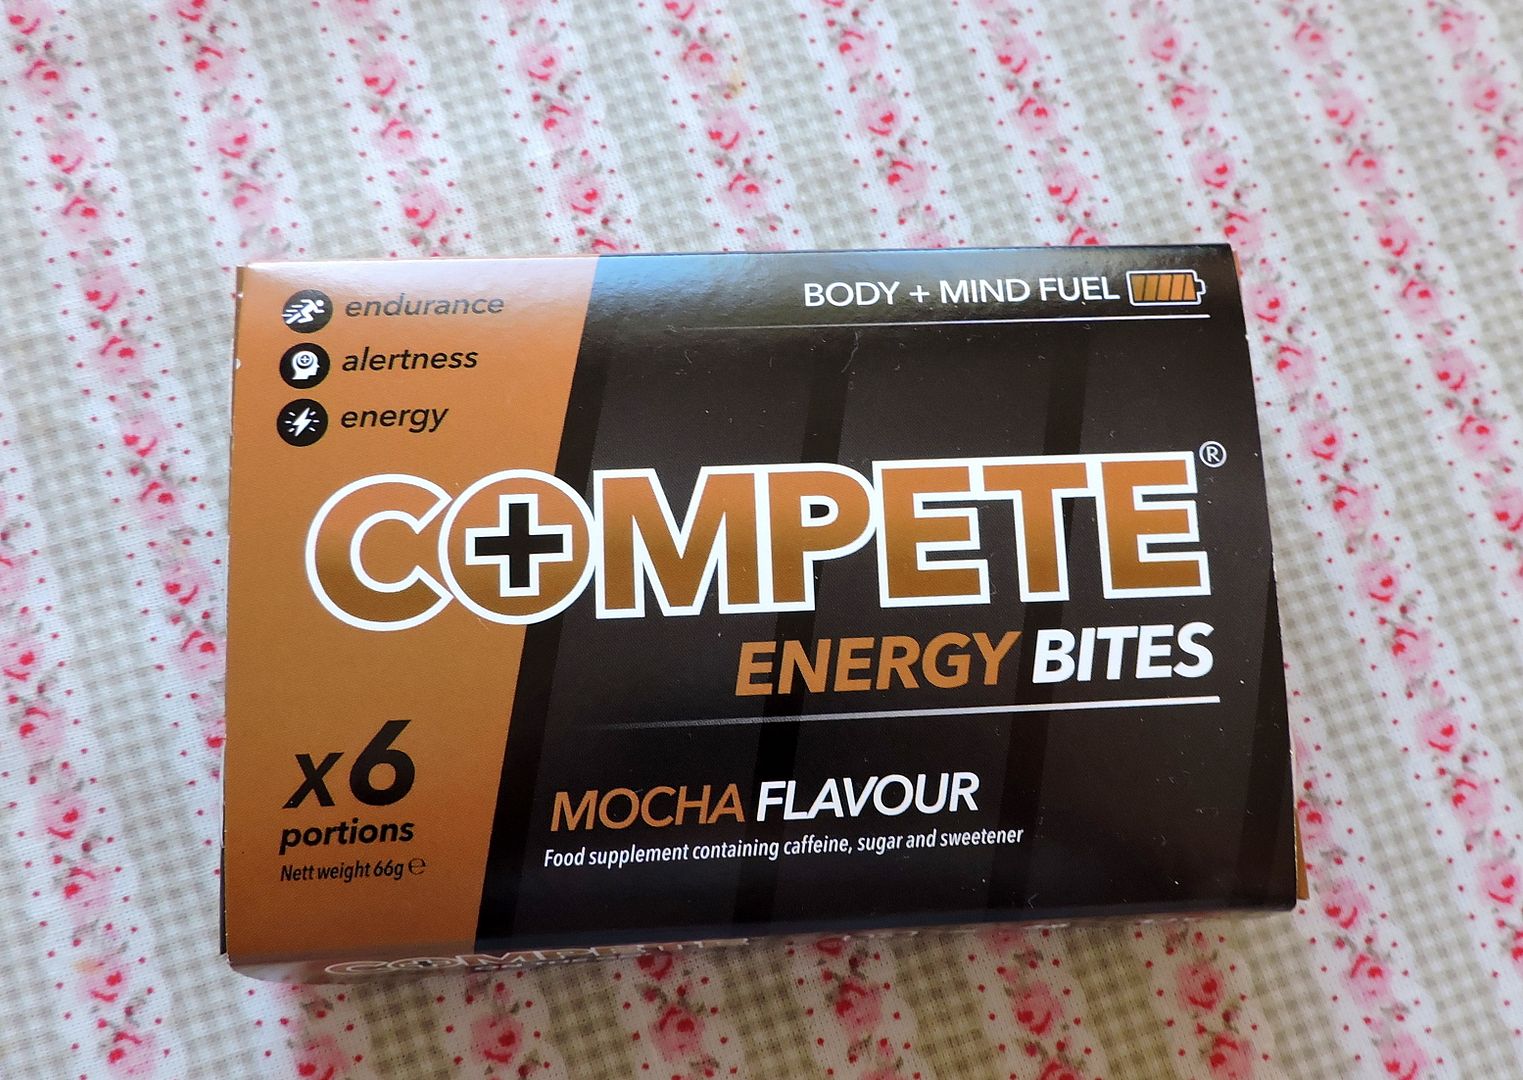 endurance
alertness
energy
BODY + MIND FUEL
COMPETE®
ENERGY BITES
x6
portions
Nett weight 66g ℮
MOCHA FLAVOUR
Food supplement containing caffeine, sugar and sweetener